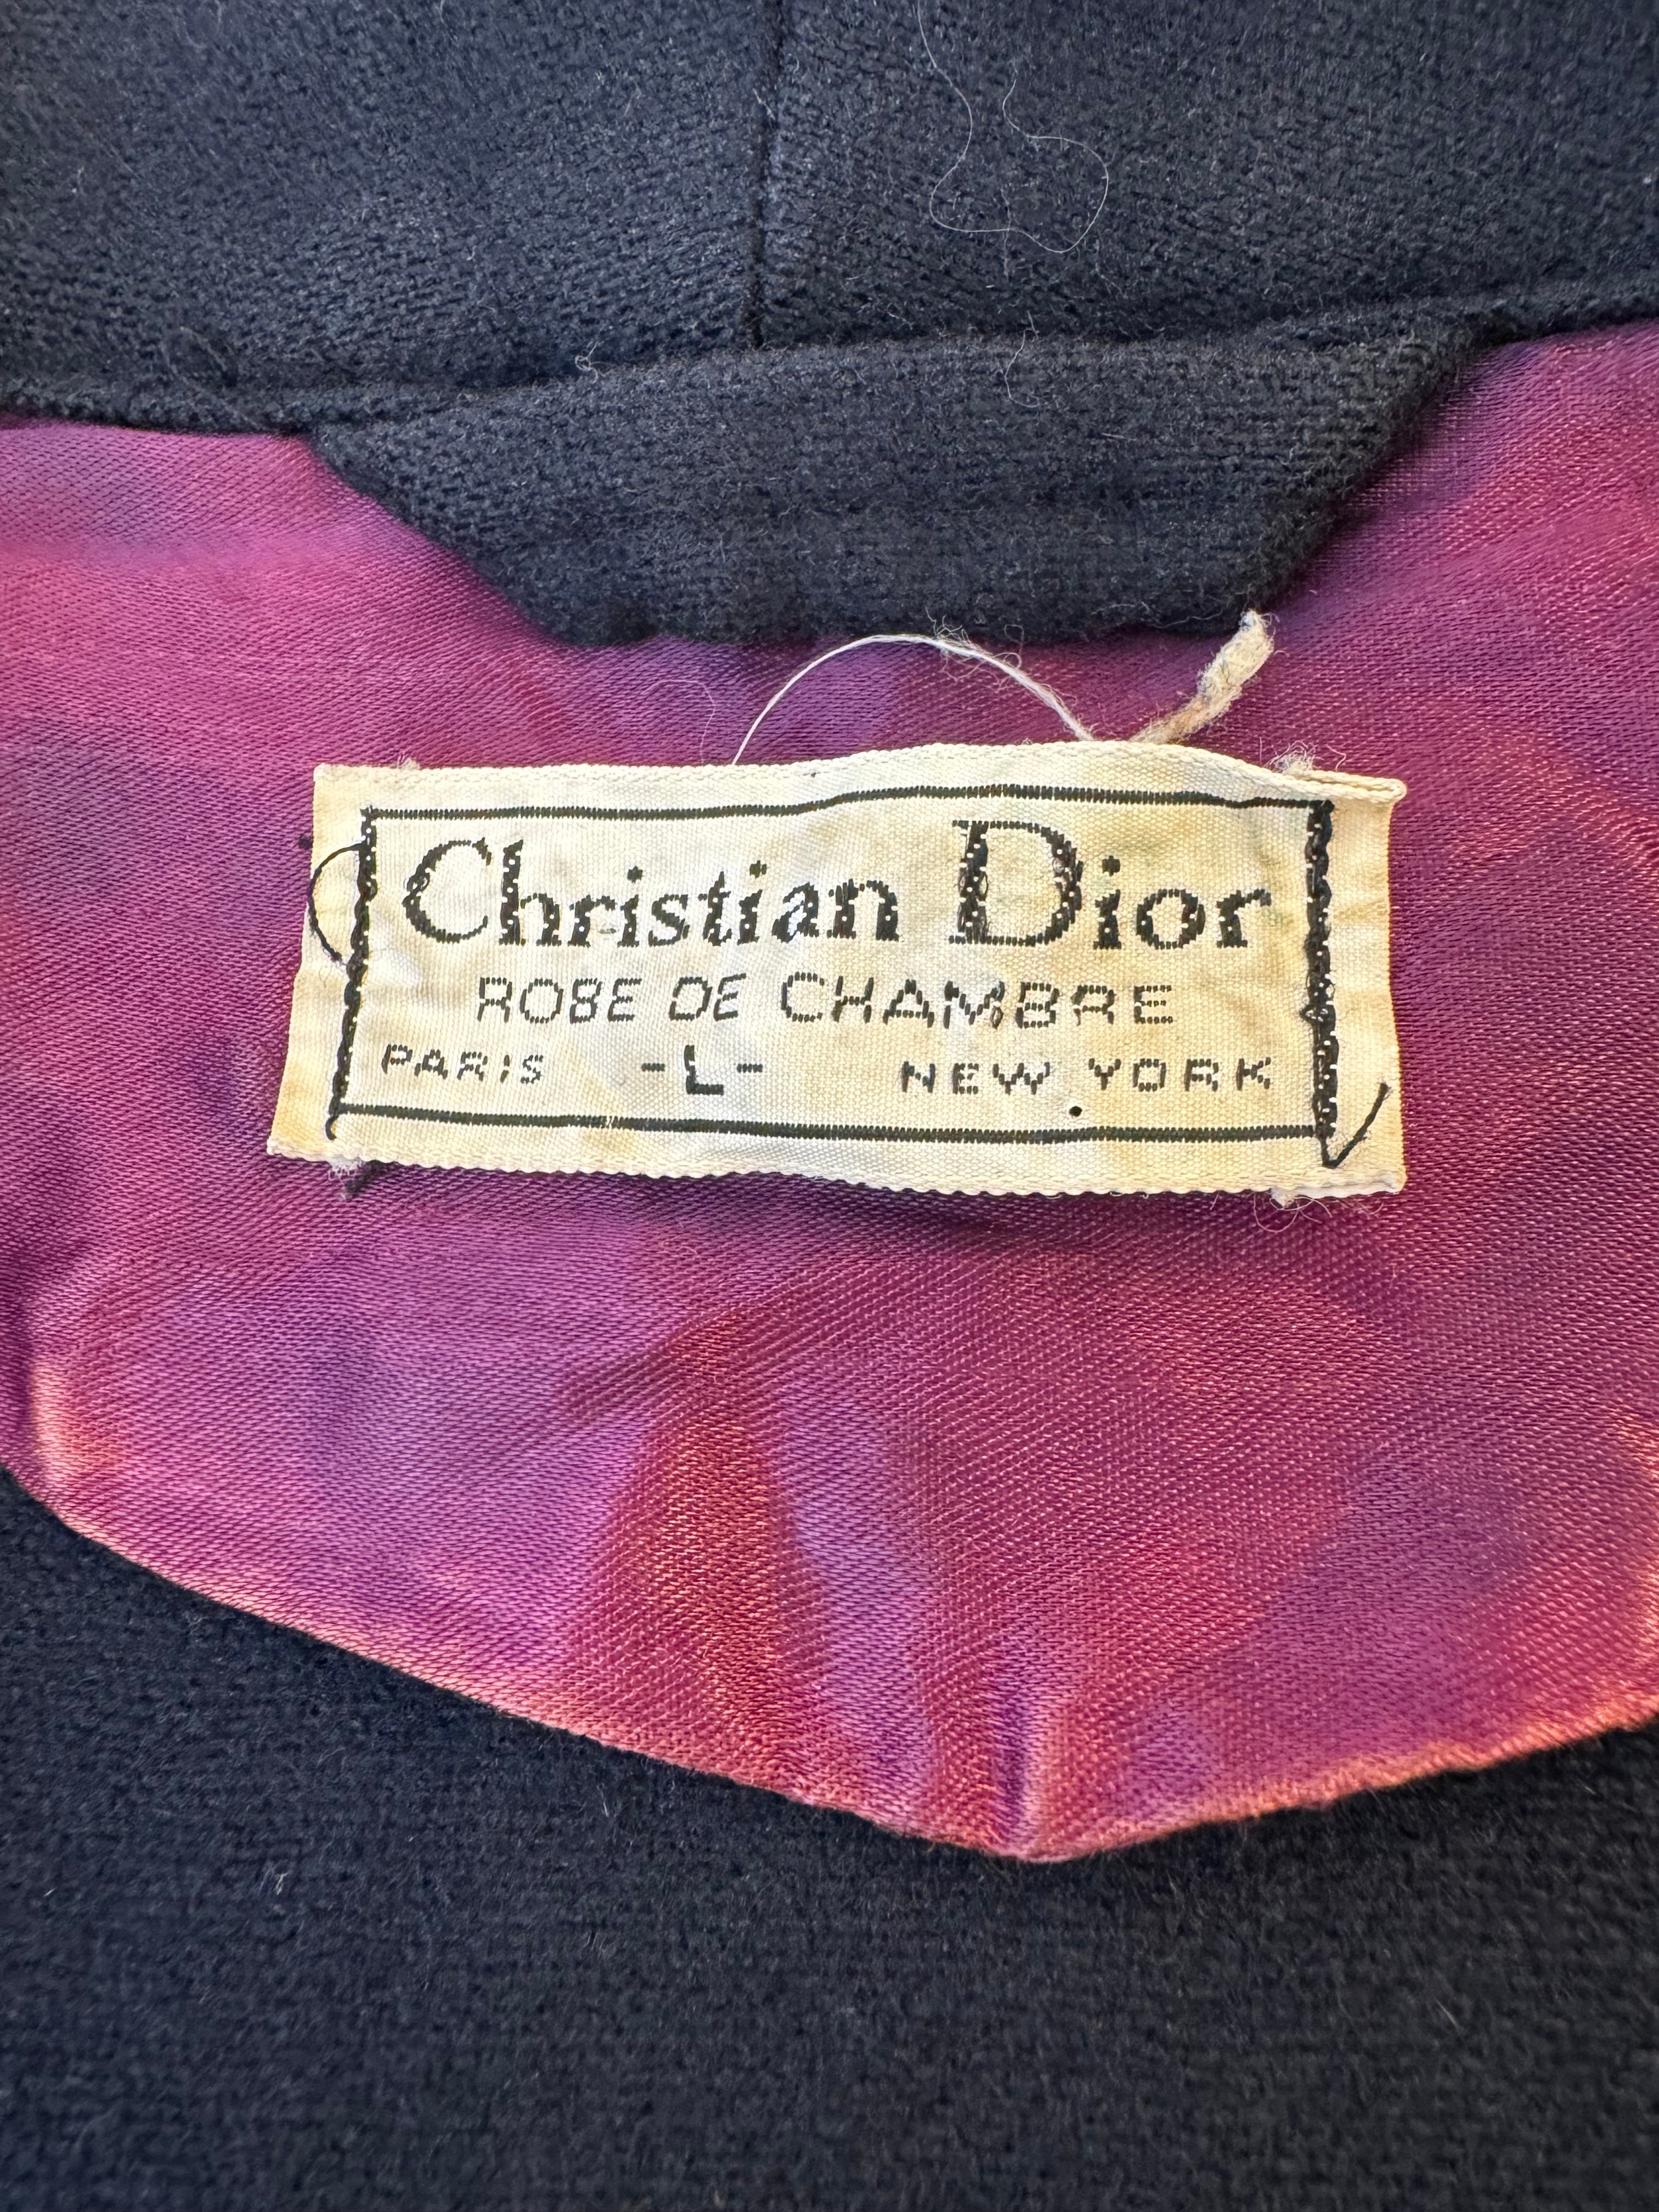 Christian Dior
ROBE DE CHAMBRE
PARIS -L- NEW YORK